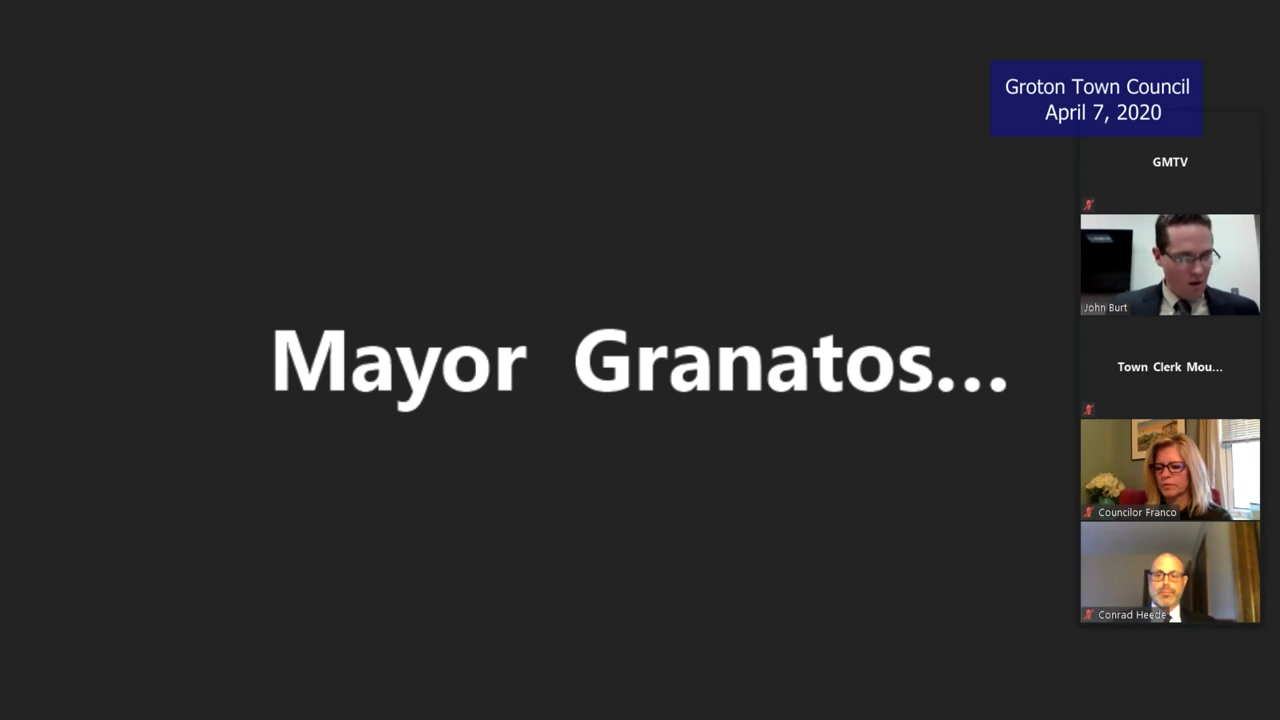 Groton Town Council
April 7, 2020
GMTV
John Burt
Mayor Granatos...
Town Clerk Mou...
Councilor Franco
Conrad Heede